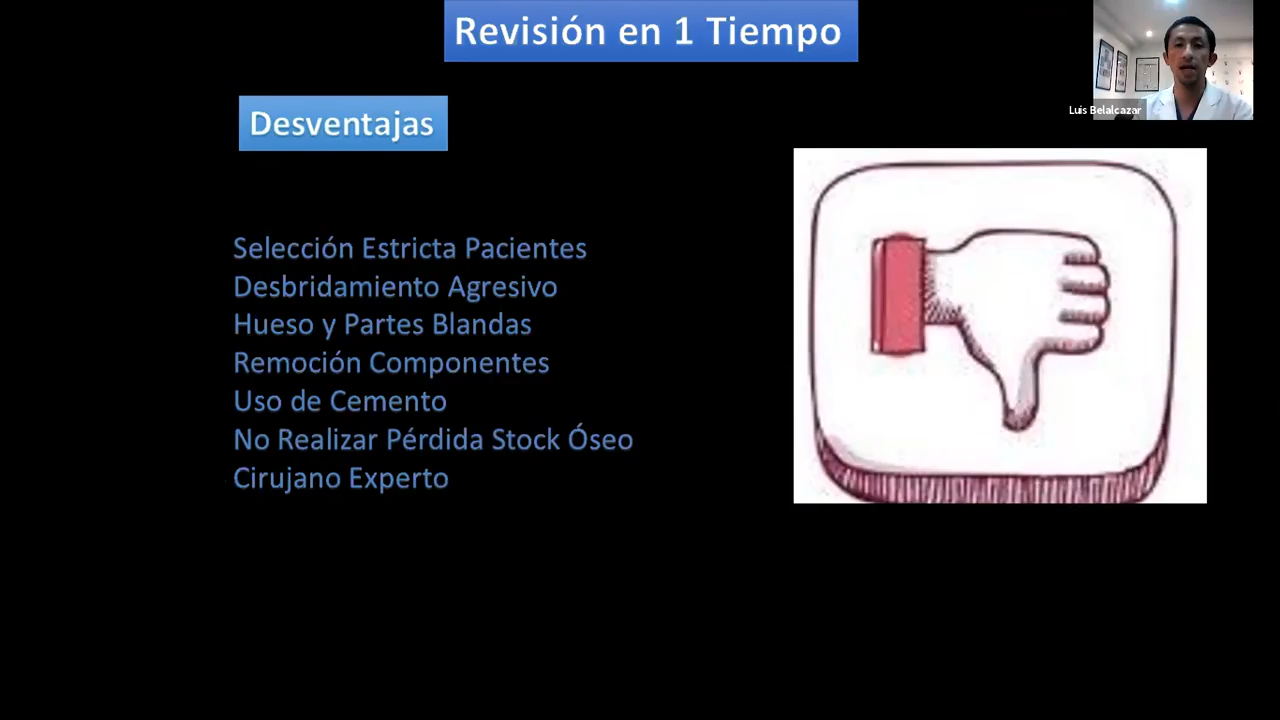 Revisión en 1 Tiempo
Luis Belalcazar
Desventajas
Selección Estricta Pacientes
Desbridamiento Agresivo
Hueso y Partes Blandas
Remoción Componentes
Uso de Cemento
No Realizar Pérdida Stock Óseo
Cirujano Experto